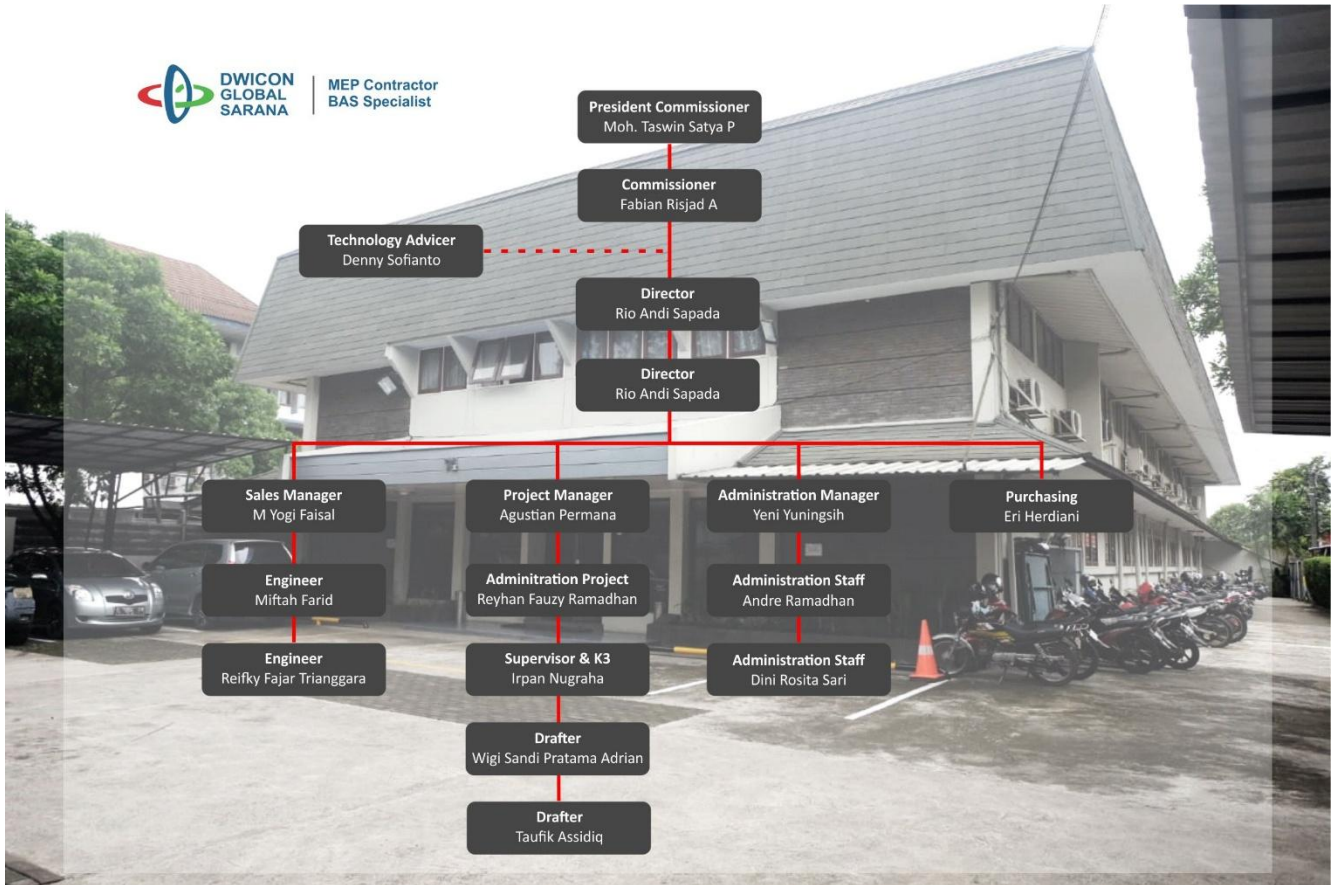 DWICON
GLOBAL
SARANA
MEP Contractor
BAS Specialist
President Commissioner
Moh. Taswin Satya P
Commissioner
Fabian Risjad A
Technology Advicer
Denny Sofianto
Director
Rio Andi Sapada
Director
Rio Andi Sapada
Sales Manager
M Yogi Faisal
Project Manager
Agustian Permana
Administration Manager
Yeni Yuningsih
Purchasing
Eri Herdiani
Engineer
Miftah Farid
Adminitration Project
Reyhan Fauzy Ramadhan
Administration Staff
Andre Ramadhan
Engineer
Reifky Fajar Trianggara
Supervisor & K3
Irpan Nugraha
Administration Staff
Dini Rosita Sari
Drafter
Wigi Sandi Pratama Adrian
Drafter
Taufik Assidiq